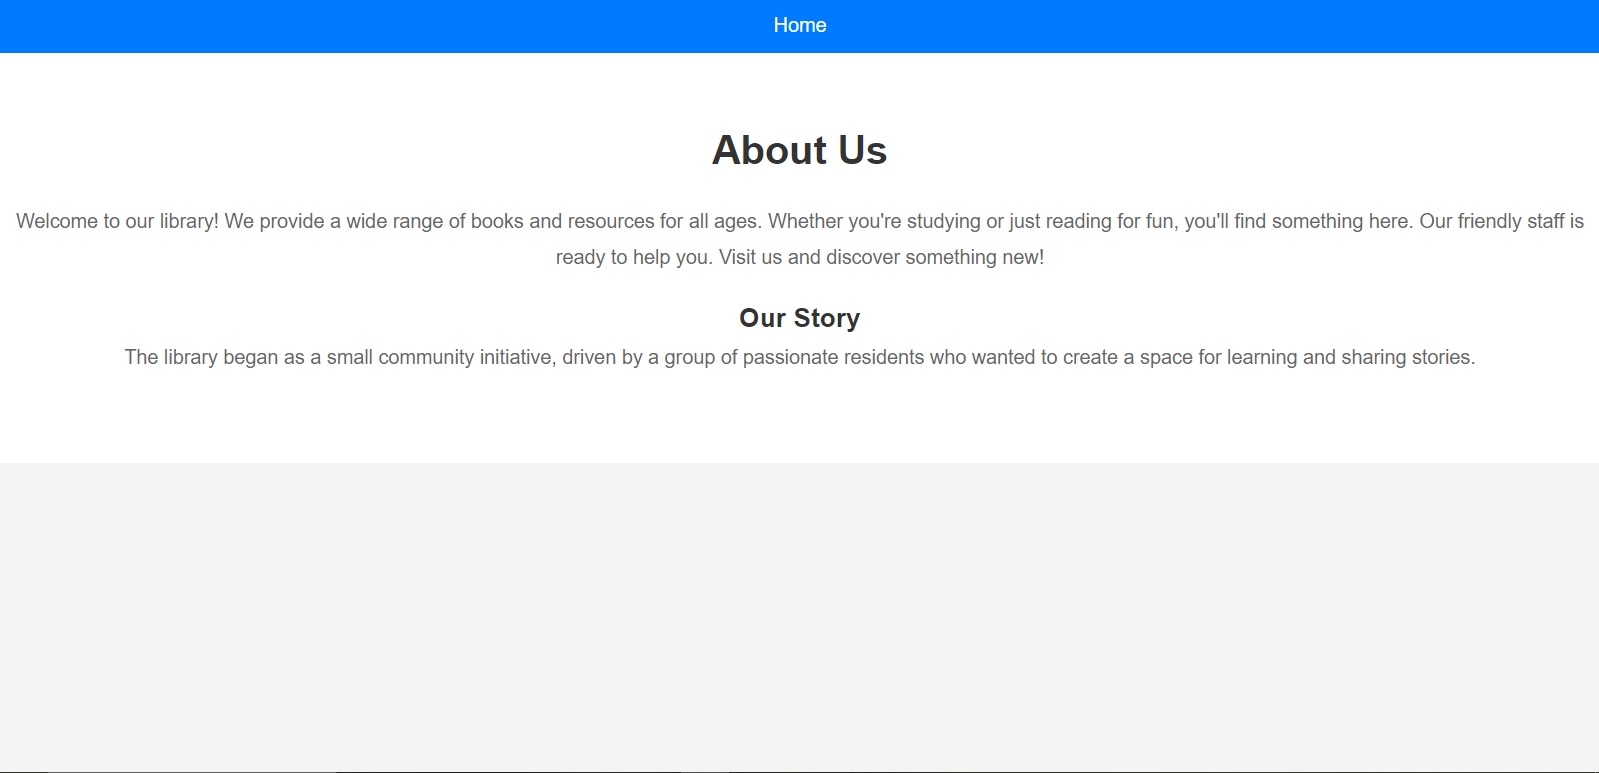 Home
About Us
Welcome to our library! We provide a wide range of books and resources for all ages. Whether you're studying or just reading for fun, you'll find something here. Our friendly staff is
ready to help you. Visit us and discover something new!
Our Story
The library began as a small community initiative, driven by a group of passionate residents who wanted to create a space for learning and sharing stories.